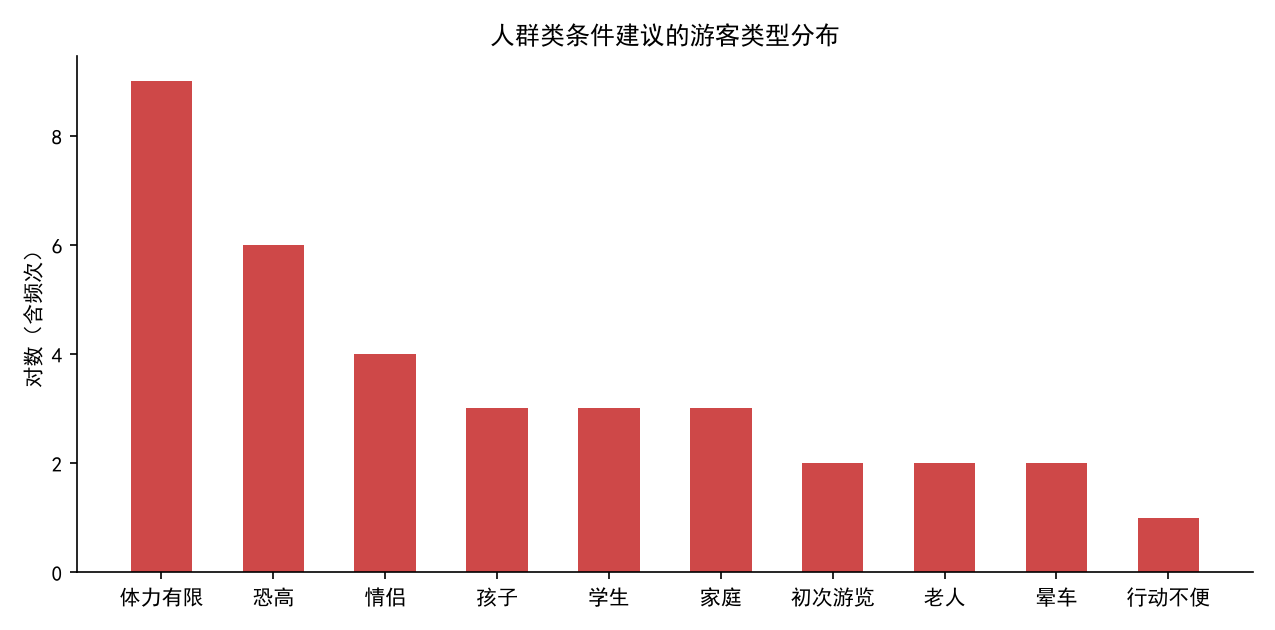 人群类条件建议的游客类型分布
对数（含频次）
8
6
4
2
0
体力有限 恐高 情侣 孩子 学生 家庭 初次游览 老人 晕车 行动不便